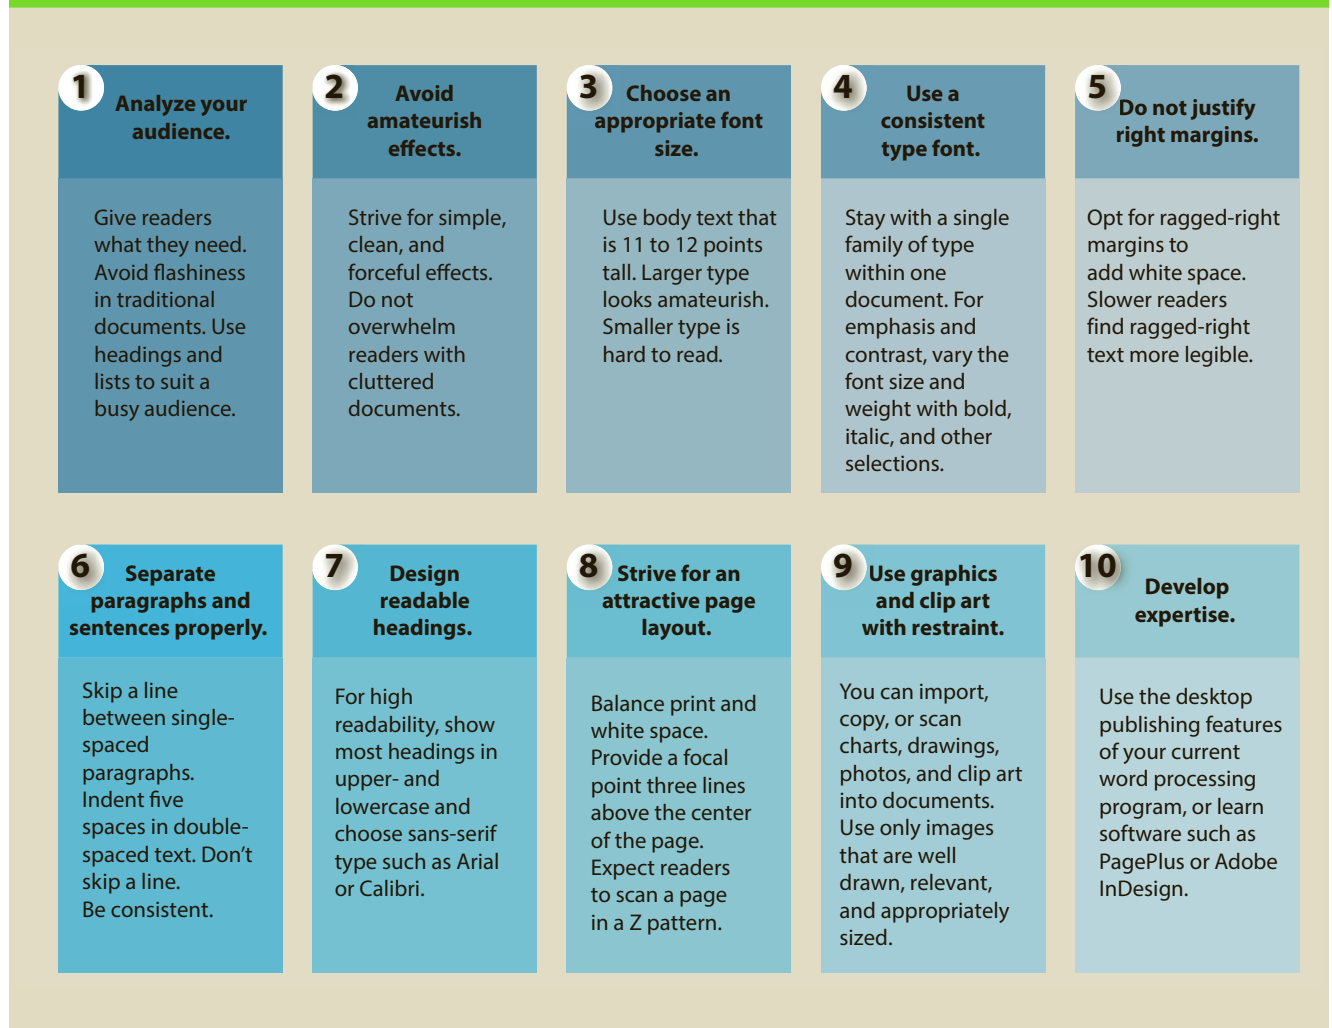 1
Analyze your
audience.
Give readers
what they need.
Avoid flashiness
in traditional
documents. Use
headings and
lists to suit a
busy audience.
2
Avoid
amateurish
effects.
Strive for simple,
clean, and
forceful effects.
Do not
overwhelm
readers with
cluttered
documents.
3
Choose an
appropriate font
size.
Use body text that
is 11 to 12 points
tall. Larger type
looks amateurish.
Smaller type is
hard to read.
4
Use a
consistent
type font.
Stay with a single
family of type
within one
document. For
emphasis and
contrast, vary the
font size and
weight with bold,
italic, and other
selections.
5
Do not justify
right margins.
Opt for ragged-right
margins to
add white space.
Slower readers
find ragged-right
text more legible.
6
Separate
paragraphs and
sentences properly.
Skip a line
between single-
spaced
paragraphs.
Indent five
spaces in double-
spaced text. Don’t
skip a line.
Be consistent.
7
Design
readable
headings.
For high
readability, show
most headings in
upper- and
lowercase and
choose sans-serif
type such as Arial
or Calibri.
8
Strive for an
attractive page
layout.
Balance print and
white space.
Provide a focal
point three lines
above the center
of the page.
Expect readers
to scan a page
in a Z pattern.
9
Use graphics
and clip art
with restraint.
You can import,
copy, or scan
charts, drawings,
photos, and clip art
into documents.
Use only images
that are well
drawn, relevant,
and appropriately
sized.
10
Develop
expertise.
Use the desktop
publishing features
of your current
word processing
program, or learn
software such as
PagePlus or Adobe
InDesign.